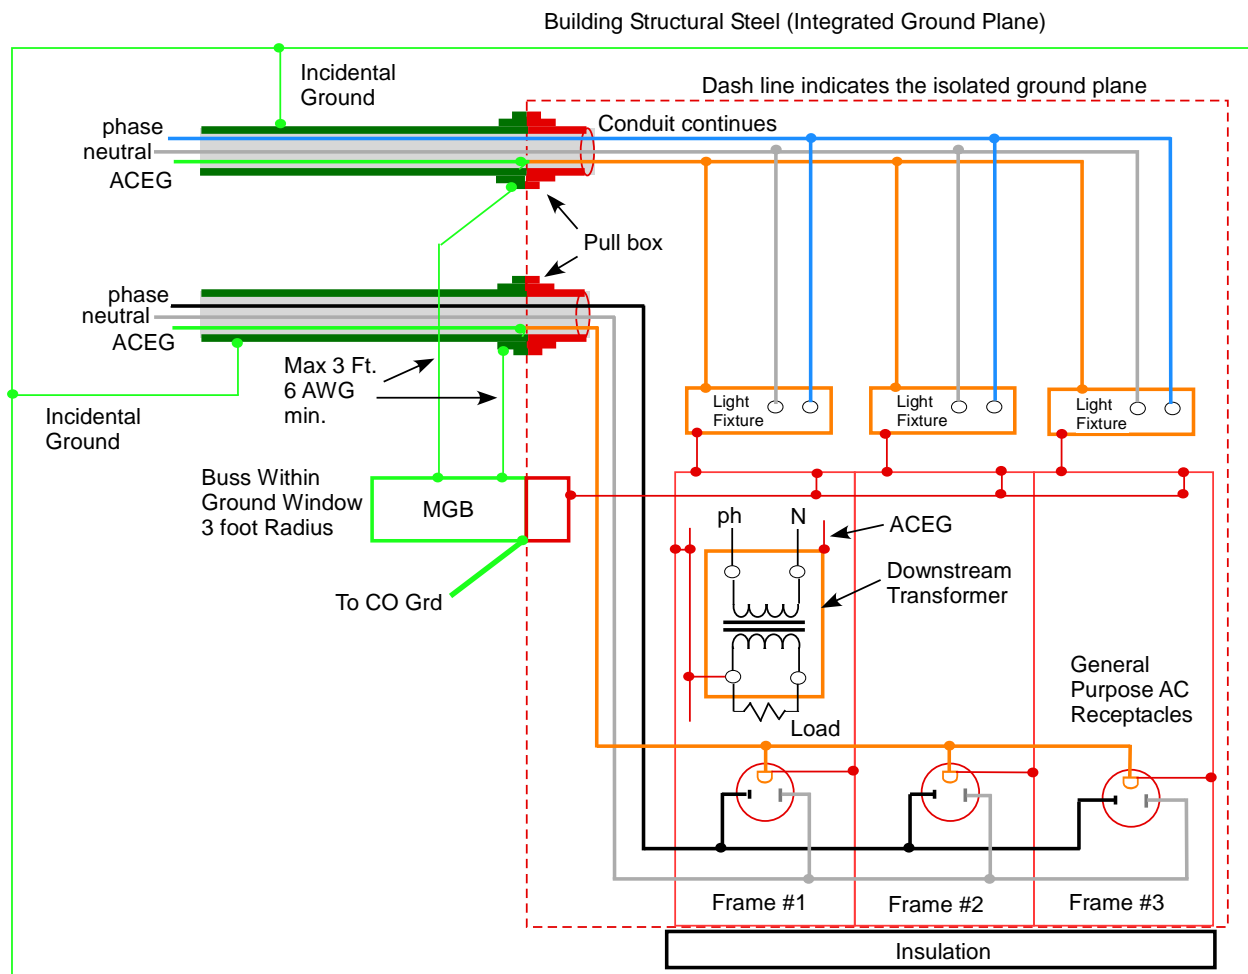 Building Structural Steel (Integrated Ground Plane)
Incidental
Ground
Dash line indicates the isolated ground plane
phase
neutral
ACEG
Conduit continues
Pull box
phase
neutral
ACEG
Max 3 Ft.
6 AWG
min.
Incidental
Ground
Light
Fixture
Light
Fixture
Light
Fixture
Buss Within
Ground Window
3 foot Radius
MGB
To CO Grd
ph
N
ACEG
Downstream
Transformer
Load
General
Purpose AC
Receptacles
Frame #1
Frame #2
Frame #3
Insulation